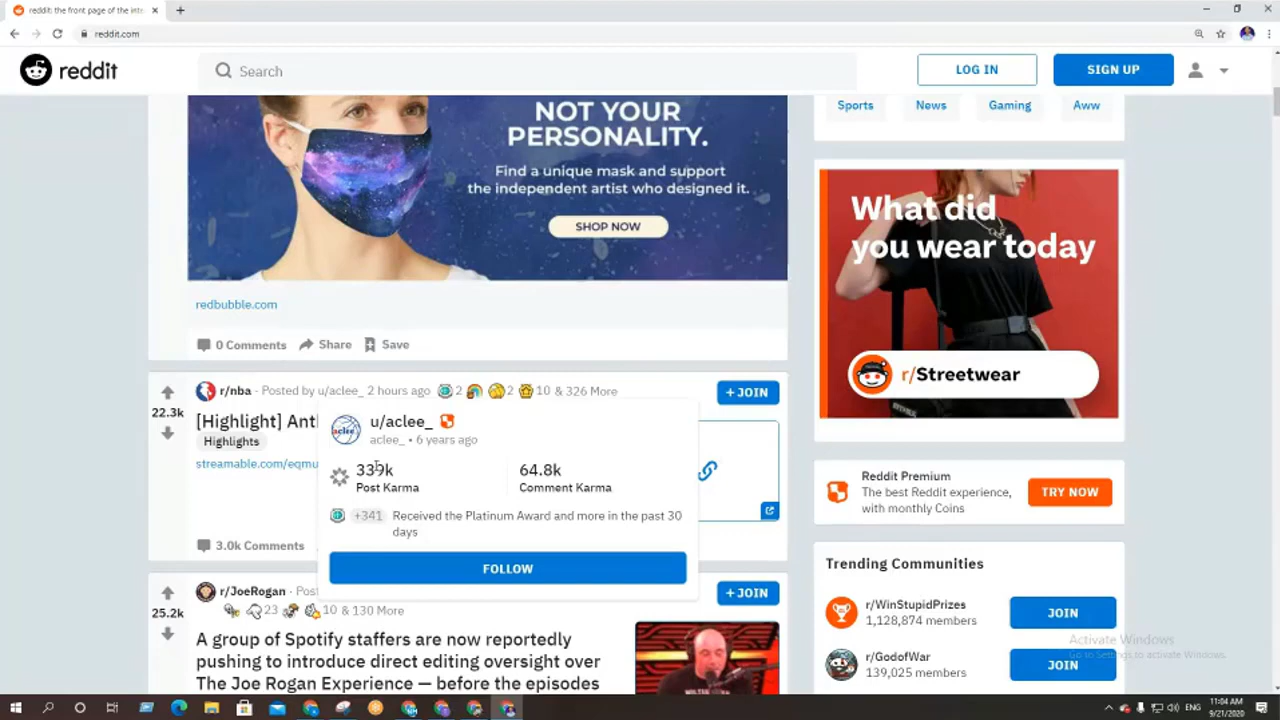 reddit: the front page of the inte
reddit.com
reddit
Search
LOG IN
SIGN UP
NOT YOUR
PERSONALITY.
Find a unique mask and support
the independent artist who designed it.
SHOP NOW
redbubble.com
0 Comments
Share
Save
Sports
News
Gaming
Aww
What did
you wear today
r/Streetwear
22.3k
r/nba · Posted by u/aclee_ 2 hours ago 2 2 10 & 326 More
+ JOIN
[Highlight] Ant
Highlights
streamable.com/eqmu
3.0k Comments
u/aclee_
aclee_ • 6 years ago
339k
Post Karma
64.8k
Comment Karma
+341 Received the Platinum Award and more in the past 30
days
FOLLOW
Reddit Premium
The best Reddit experience,
with monthly Coins
TRY NOW
25.2k
r/JoeRogan · Pos
23 10 & 130 More
+ JOIN
A group of Spotify staffers are now reportedly
pushing to introduce direct editing oversight over
The Joe Rogan Experience — before the episodes
Trending Communities
r/WinStupidPrizes
1,128,874 members
JOIN
r/GodofWar
139,025 members
JOIN
Activate Windows
Go to Settings to activate Windows.
ENG
11:04 AM
9/21/2020